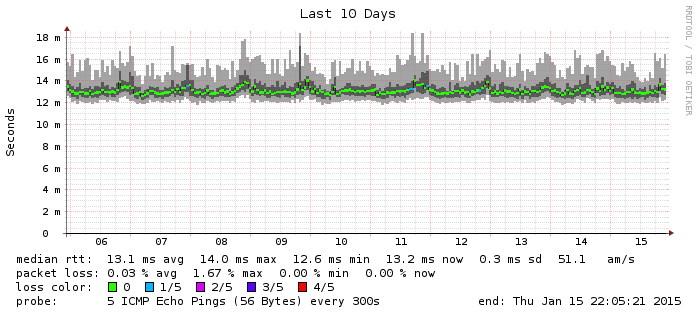 Last 10 Days
RRDTOOL / TOBI OETIKER
Seconds
18 m
16 m
14 m
12 m
10 m
8 m
6 m
4 m
2 m
0
06 07 08 09 10 11 12 13 14 15
median rtt: 13.1 ms avg 14.0 ms max 12.6 ms min 13.2 ms now 0.3 ms sd 51.1 am/s
packet loss: 0.03 % avg 1.67 % max 0.00 % min 0.00 % now
loss color: 0 1/5 2/5 3/5 4/5
probe: 5 ICMP Echo Pings (56 Bytes) every 300s end: Thu Jan 15 22:05:21 2015